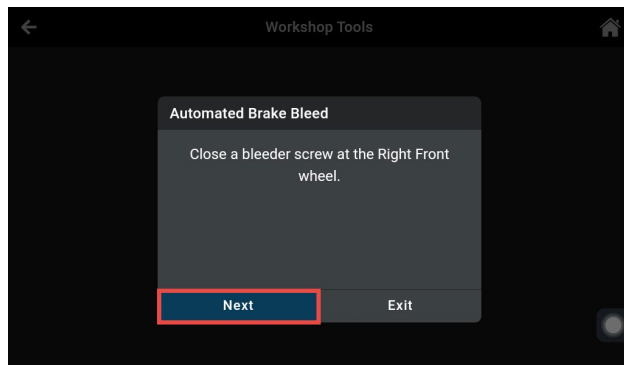 Workshop Tools
Automated Brake Bleed
Close a bleeder screw at the Right Front
wheel.
Next Exit